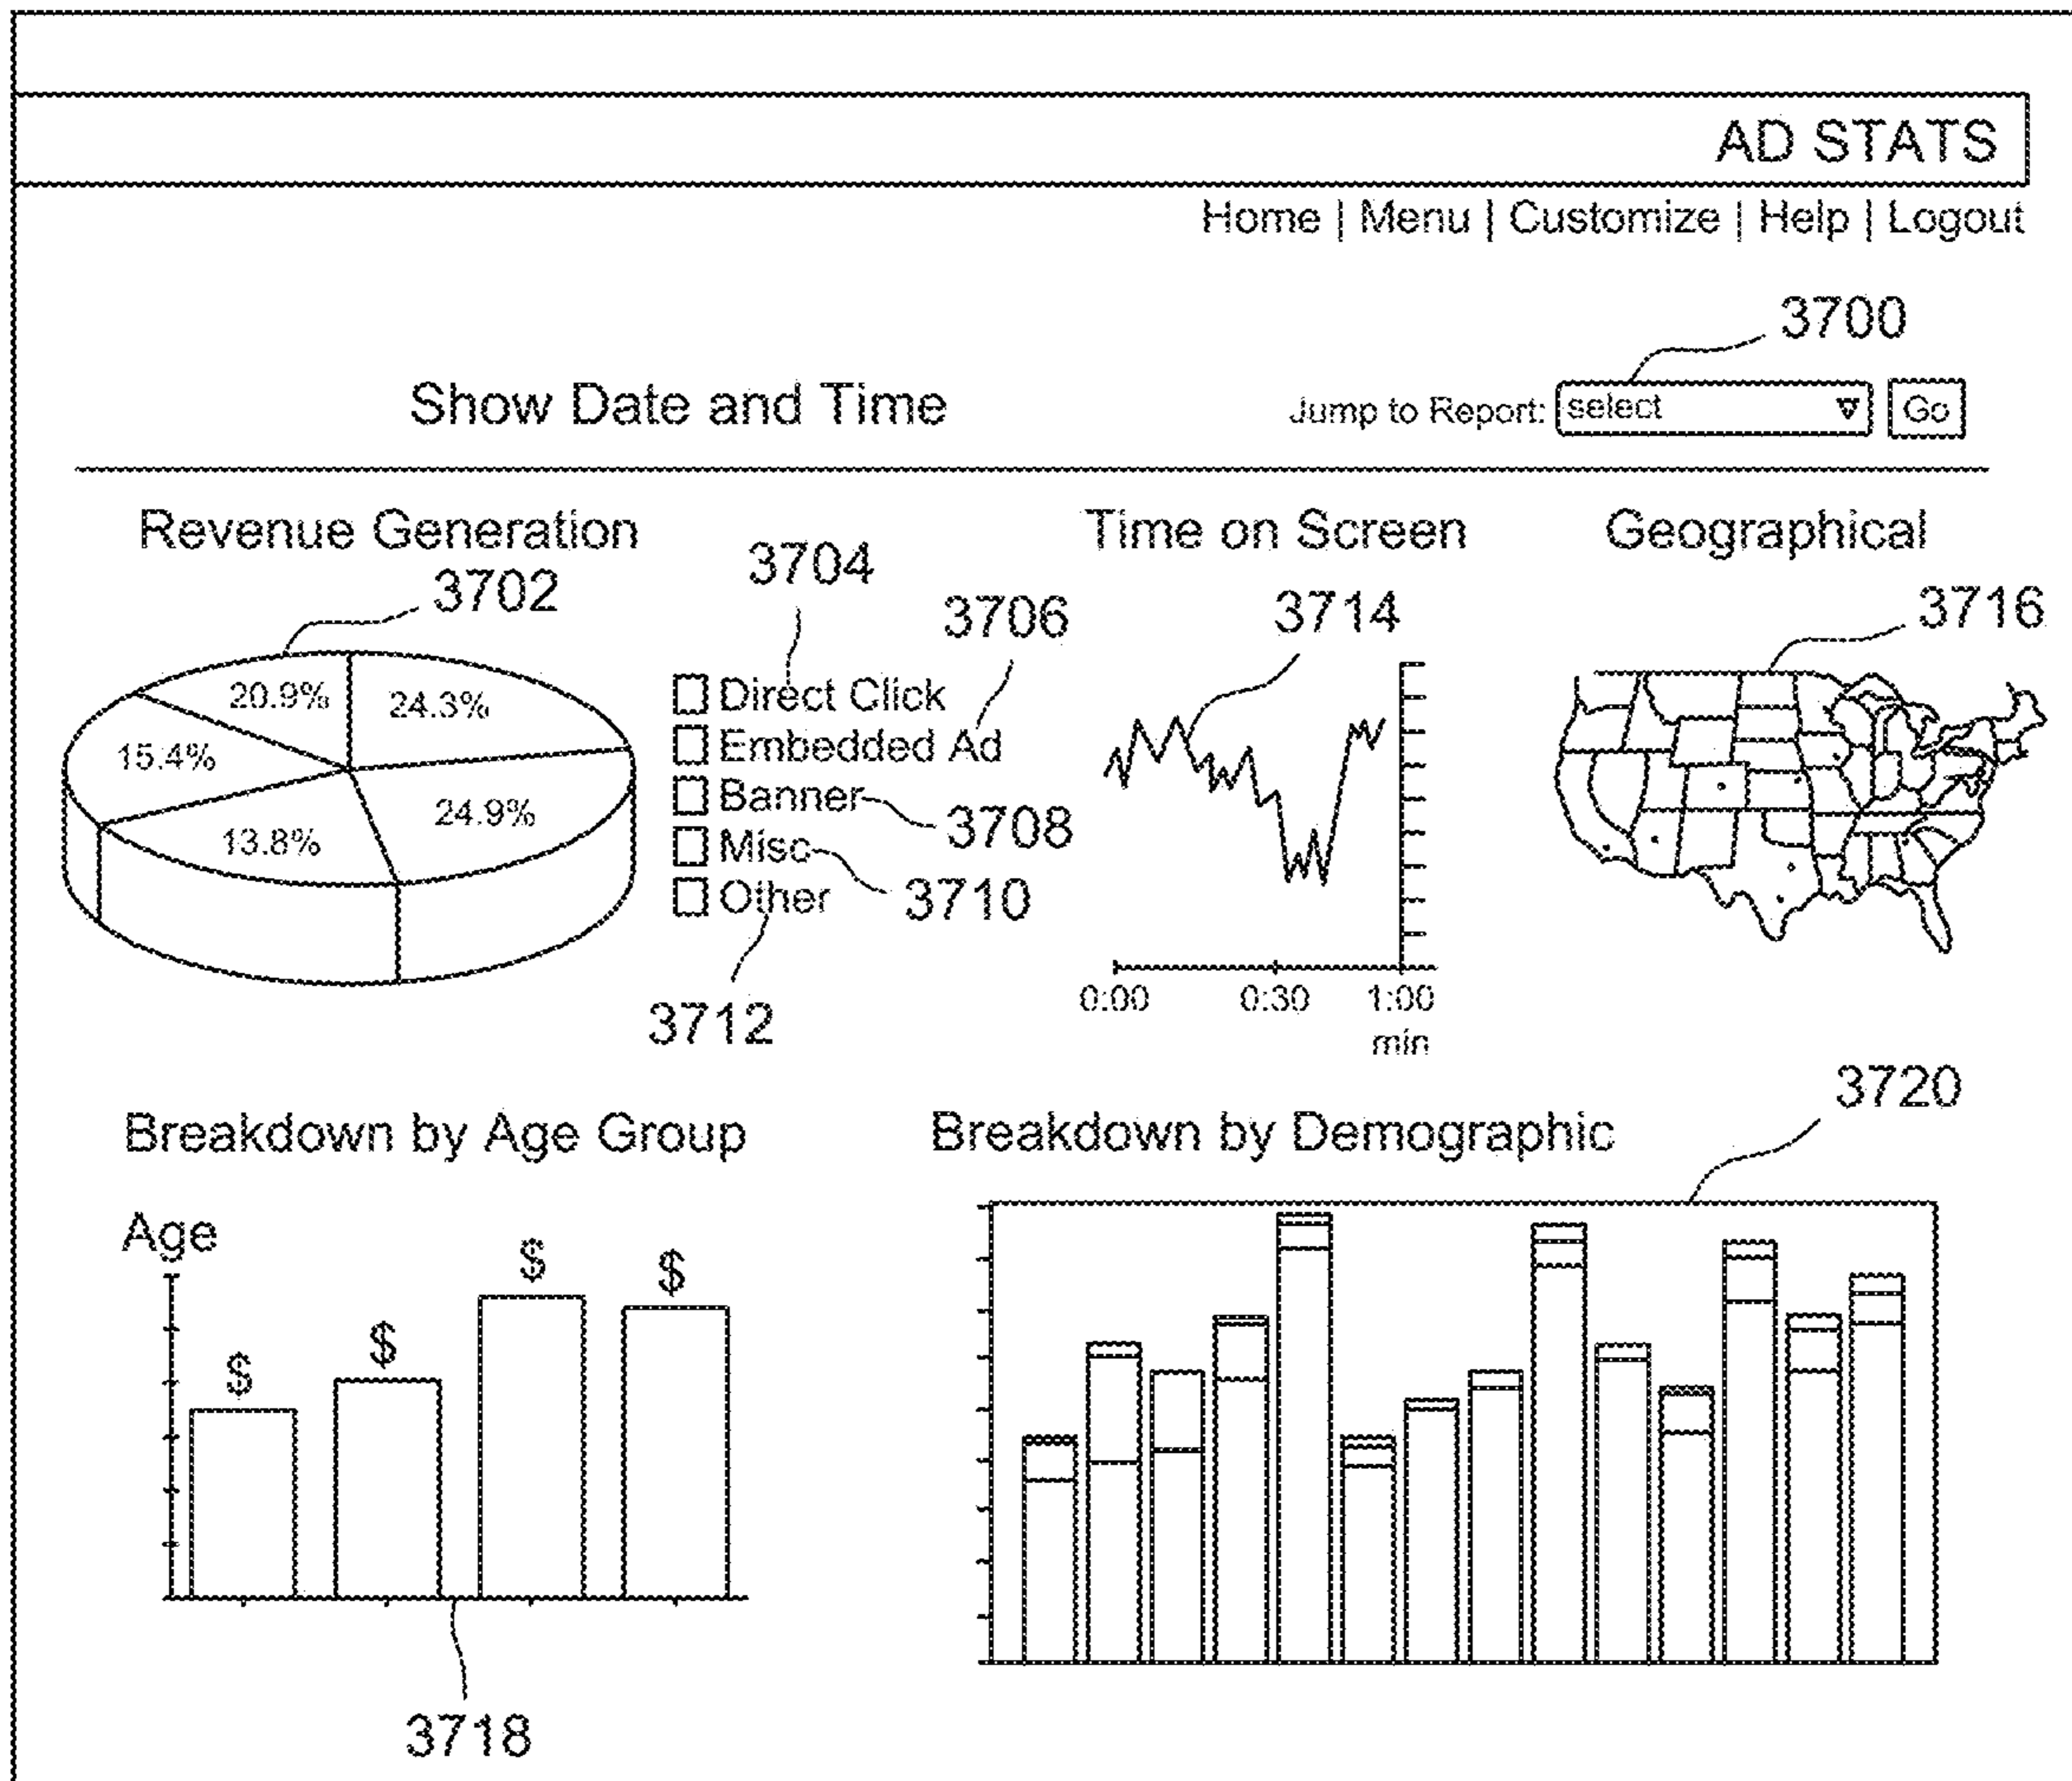 AD STATS
Home | Menu | Customize | Help | Logout
3700
Show Date and Time
Jump to Report: select Go
Revenue Generation
Time on Screen
Geographical
3702
3704
3706
3714
3716
20.9%
24.3%
15.4%
24.9%
13.8%
Direct Click
Embedded Ad
Banner
3708
Misc
3710
Other
3712
0:00 0:30 1:00
min
3720
Breakdown by Age Group
Breakdown by Demographic
Age
$ $ $ $
3718